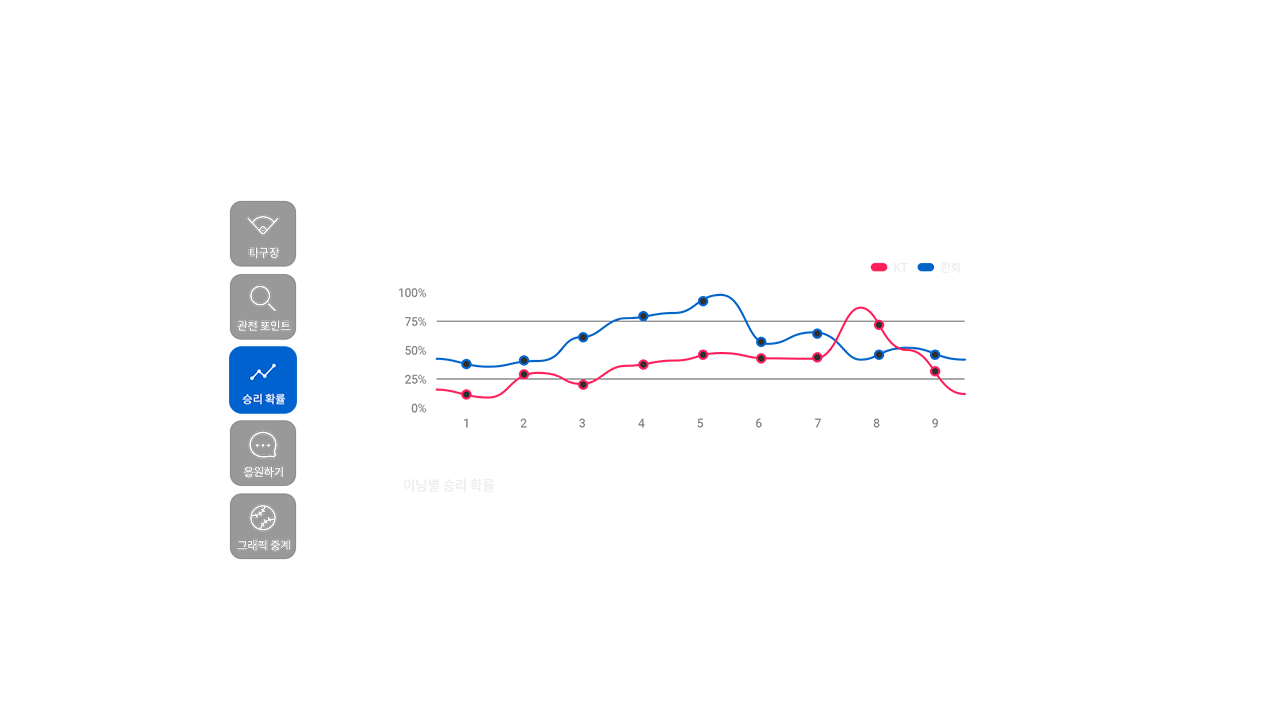 타구장
관전 포인트
승리 확률
응원하기
그래픽 중계
KT 한화
100%
75%
50%
25%
0%
1 2 3 4 5 6 7 8 9
이닝별 승리 확률